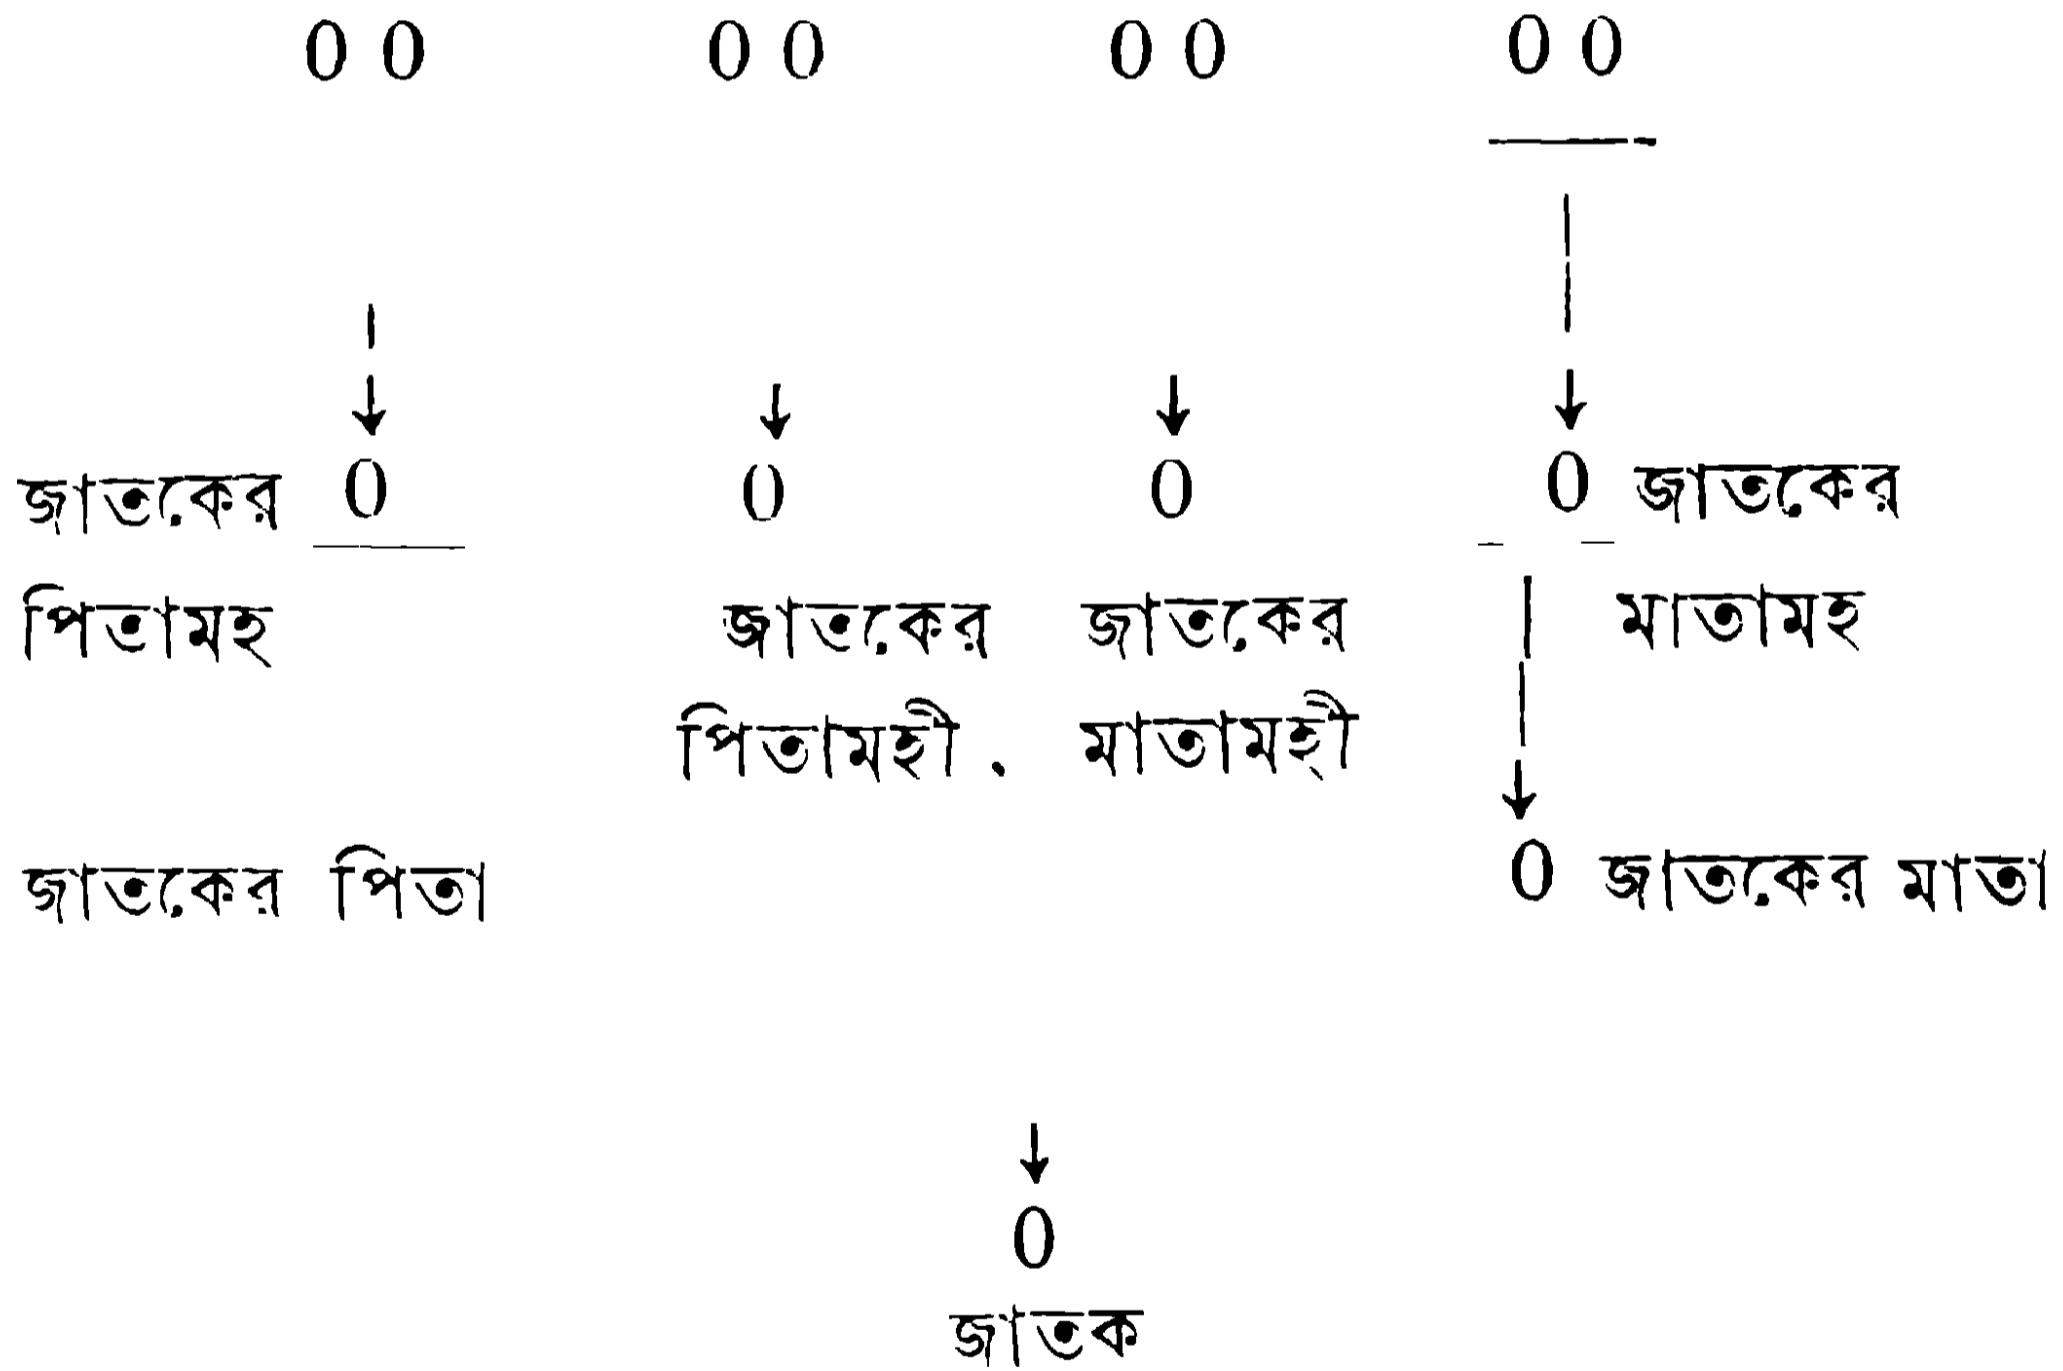 0 0 0 0 0 0 0 0
জাতকের 0 0 0 0 জাতকের
পিতামহ জাতকের জাতকের মাতামহ
পিতামহী . মাতামহী
জাতকের পিতা 0 জাতকের মাতা
0
জাতক